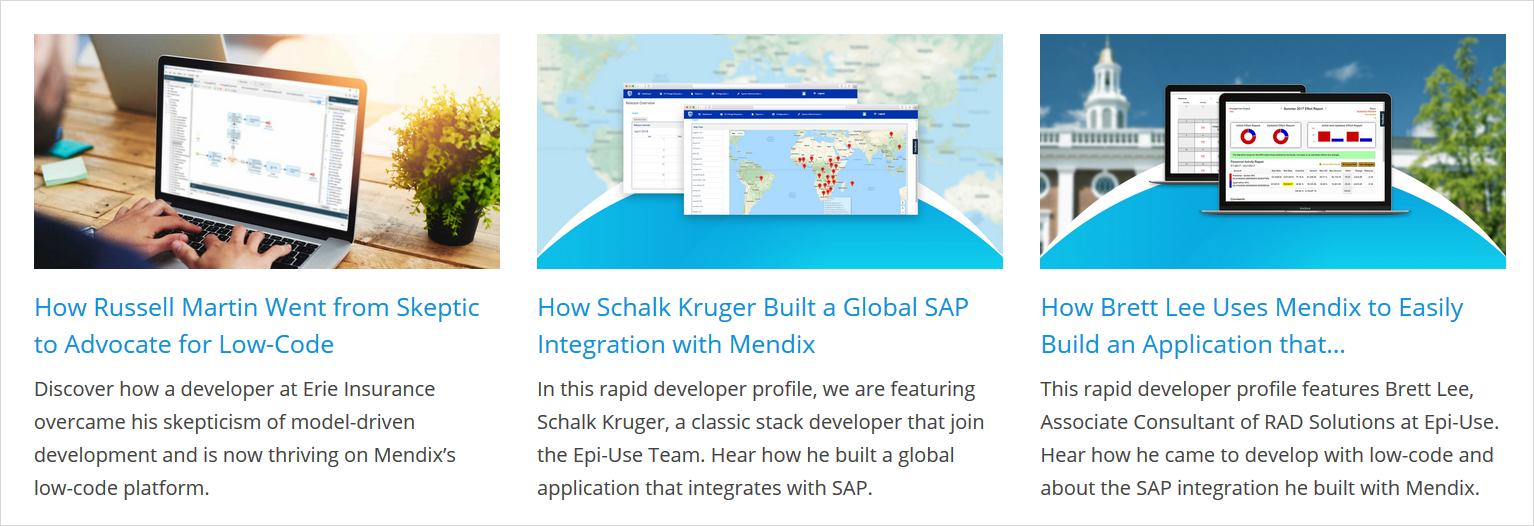 Release Overview
Summer 2017 Effort Report
How Russell Martin Went from Skeptic
to Advocate for Low-Code
Discover how a developer at Erie Insurance
overcame his skepticism of model-driven
development and is now thriving on Mendix’s
low-code platform.
How Schalk Kruger Built a Global SAP
Integration with Mendix
In this rapid developer profile, we are featuring
Schalk Kruger, a classic stack developer that join
the Epi-Use Team. Hear how he built a global
application that integrates with SAP.
How Brett Lee Uses Mendix to Easily
Build an Application that...
This rapid developer profile features Brett Lee,
Associate Consultant of RAD Solutions at Epi-Use.
Hear how he came to develop with low-code and
about the SAP integration he built with Mendix.